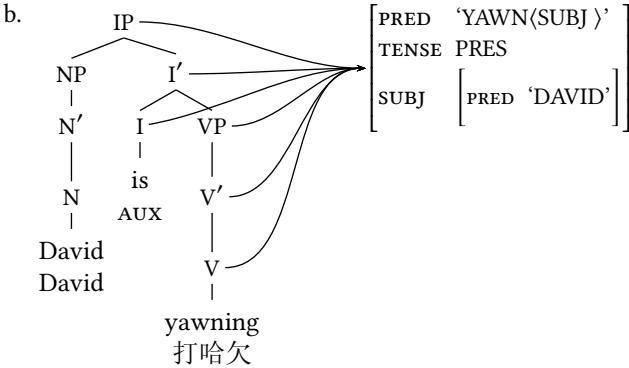 b.
IP
NP I′
N′ I VP
is
AUX
V′
N
David
David
V
yawning
打哈欠
PRED ‘YAWN⟨SUBJ ⟩’
TENSE PRES
SUBJ [PRED ‘DAVID’]